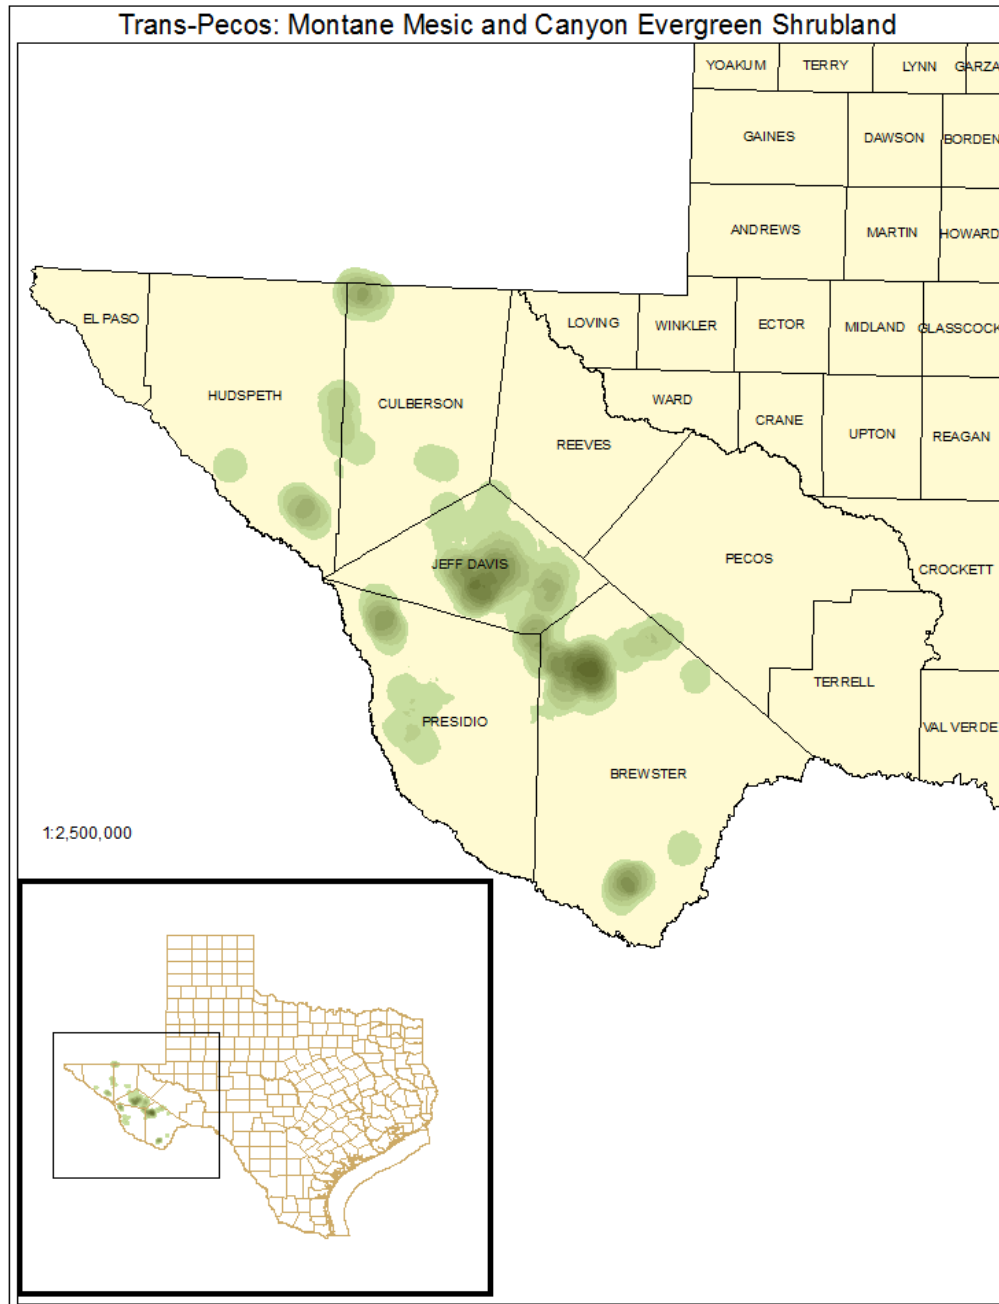 Trans-Pecos: Montane Mesic and Canyon Evergreen Shrubland
YOAKUM TERRY LYNN GARZA
GAINES DAWSON BORDEN
ANDREWS MARTIN HOWARD
EL PASO LOVING WINKLER ECTOR MIDLAND GLASSCOCK
HUDSPETH CULBERSON WARD
CRANE UPTON REAGAN
REEVES
JEFF DAVIS PECOS CROCKETT
TERRELL
PRESIDIO VAL VERDE
BREWSTER
1:2,500,000